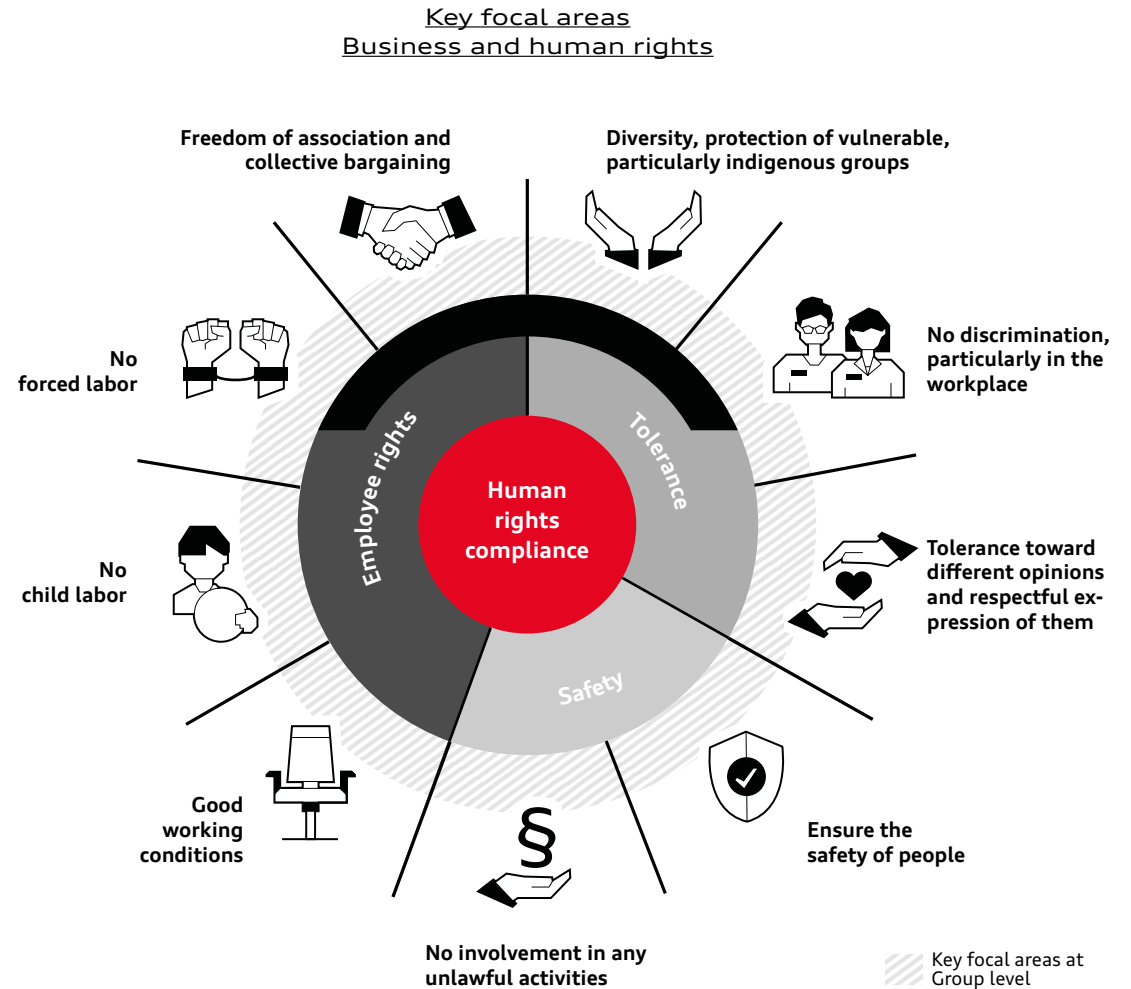 Key focal areas
Business and human rights
Freedom of association and
collective bargaining
Diversity, protection of vulnerable,
particularly indigenous groups
No
forced labor
No discrimination,
particularly in the
workplace
Employee rights
Tolerance
Human
rights
compliance
No
child labor
Tolerance toward
different opinions
and respectful ex-
pression of them
Safety
§
Good
working
conditions
Ensure the
safety of people
No involvement in any
unlawful activities
Key focal areas at
Group level